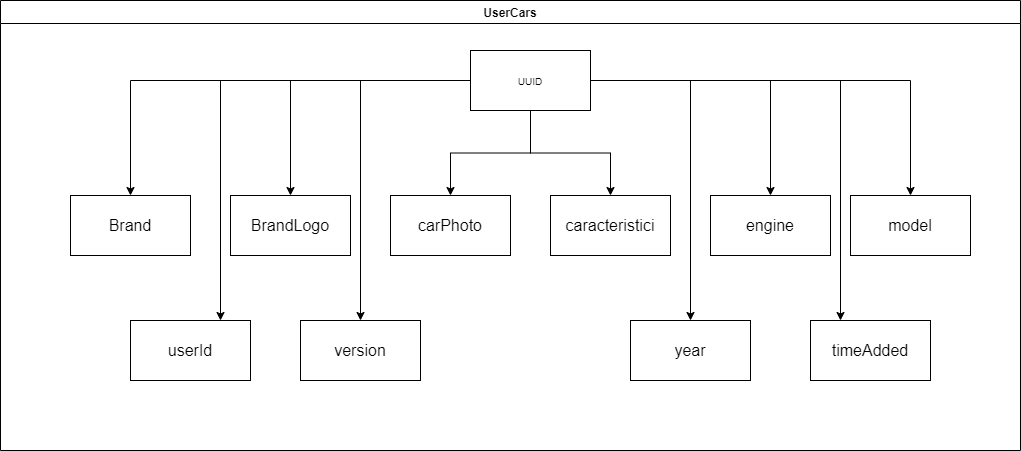 UserCars
UUID
Brand
BrandLogo
carPhoto
caracteristici
engine
model
userId
version
year
timeAdded